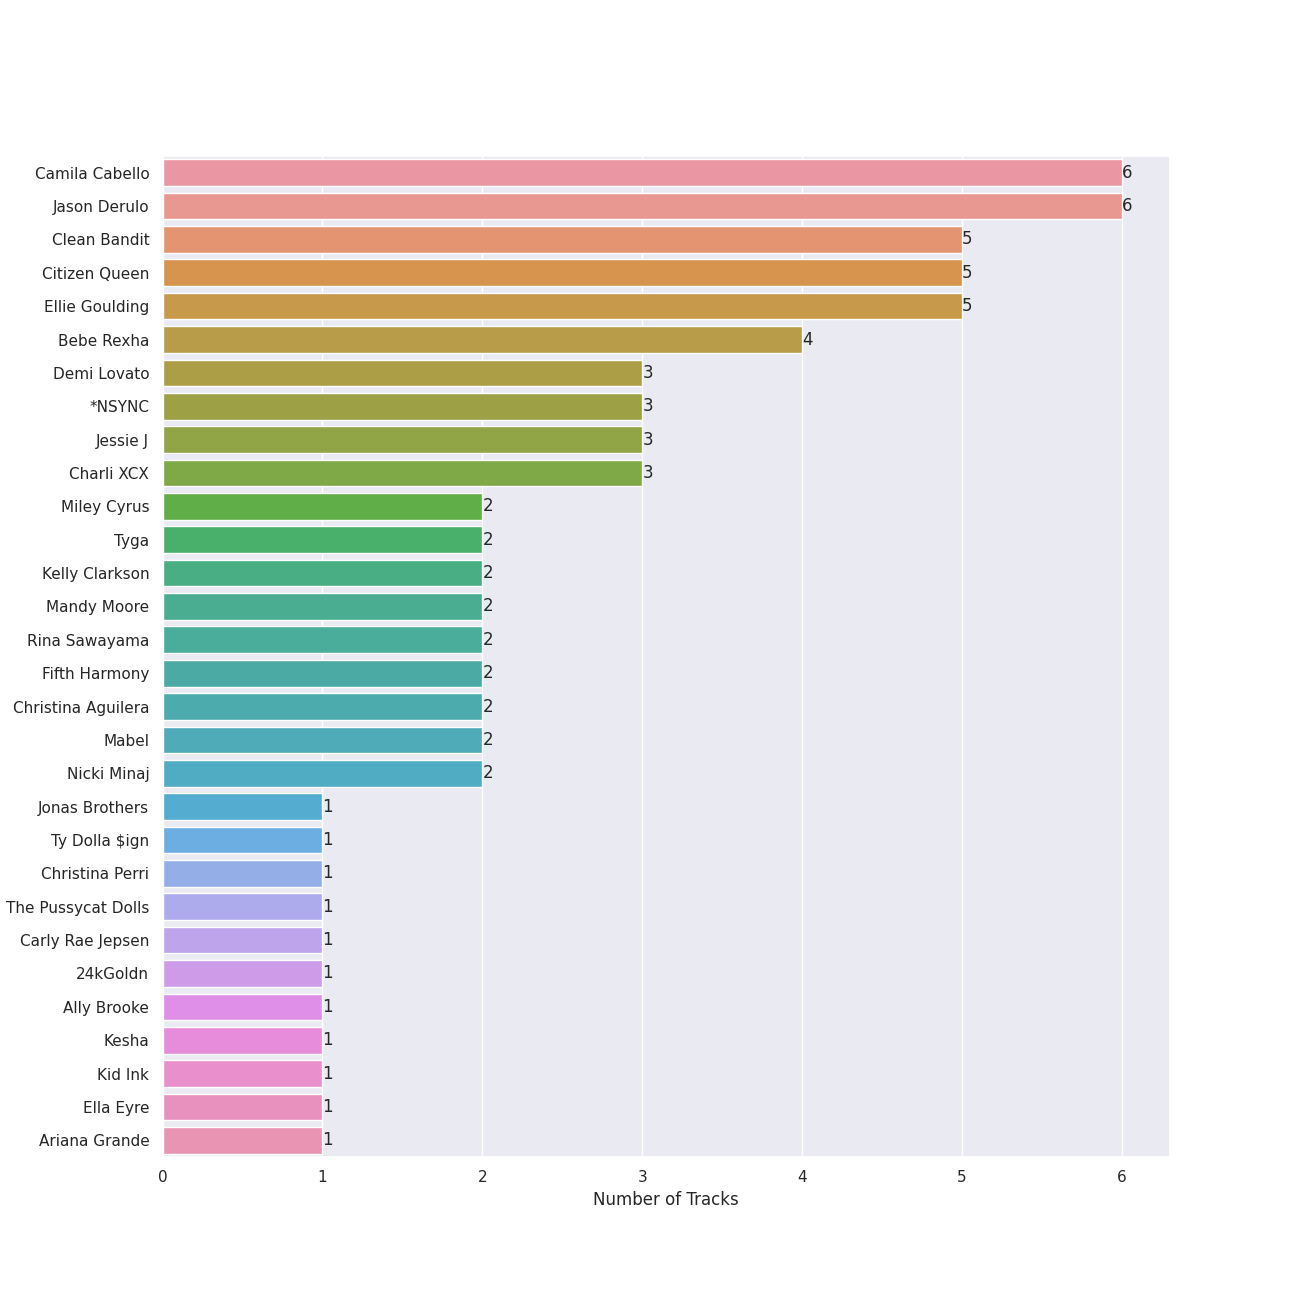 Camila Cabello 6
Jason Derulo 6
Clean Bandit 5
Citizen Queen 5
Ellie Goulding 5
Bebe Rexha 4
Demi Lovato 3
*NSYNC 3
Jessie J 3
Charli XCX 3
Miley Cyrus 2
Tyga 2
Kelly Clarkson 2
Mandy Moore 2
Rina Sawayama 2
Fifth Harmony 2
Christina Aguilera 2
Mabel 2
Nicki Minaj 2
Jonas Brothers 1
Ty Dolla $ign 1
Christina Perri 1
The Pussycat Dolls 1
Carly Rae Jepsen 1
24kGoldn 1
Ally Brooke 1
Kesha 1
Kid Ink 1
Ella Eyre 1
Ariana Grande 1
0 1 2 3 4 5 6
Number of Tracks